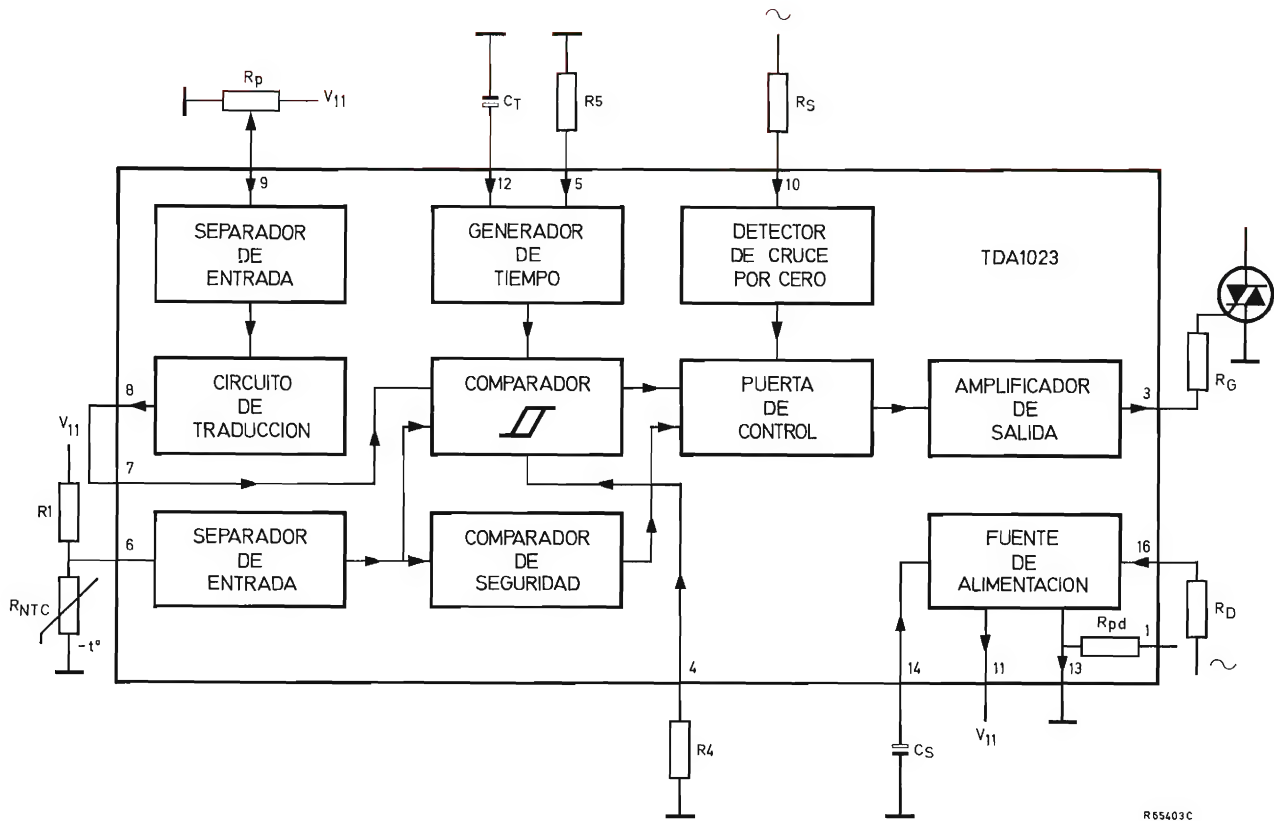 ~
~
Rp
V11
CT
R5
RS
9
12
5
10
SEPARADOR
DE
ENTRADA
GENERADOR
DE
TIEMPO
DETECTOR
DE CRUCE
POR CERO
TDA1023
8
CIRCUITO
DE
TRADUCCION
COMPARADOR
PUERTA
DE
CONTROL
AMPLIFICADOR
DE
SALIDA
3
RG
V11
7
R1
6
SEPARADOR
DE
ENTRADA
COMPARADOR
DE
SEGURIDAD
FUENTE
DE
ALIMENTACION
16
RNTC
-t°
Rpd
1
RD
4
14
11
13
R4
CS
V11
R65403C